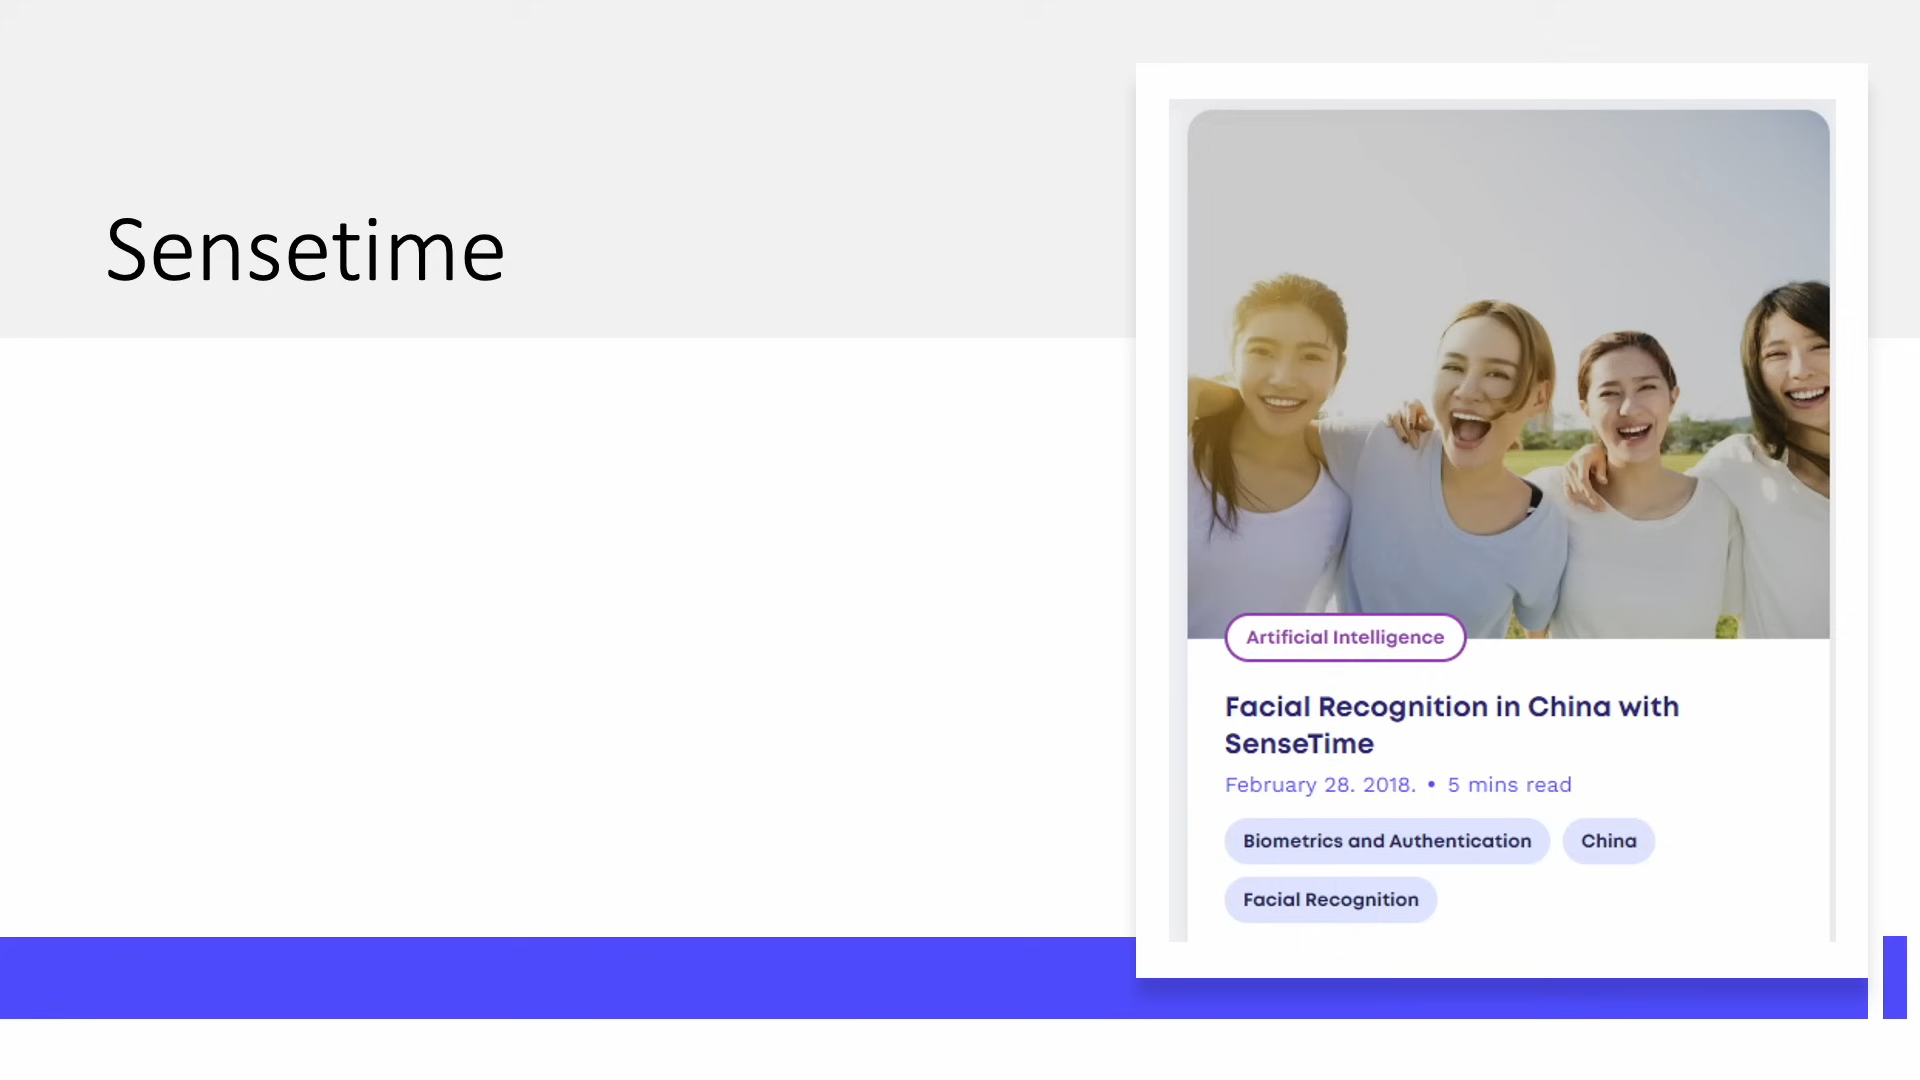 Sensetime
Artificial Intelligence
Facial Recognition in China with
SenseTime
February 28. 2018. • 5 mins read
Biometrics and Authentication
China
Facial Recognition